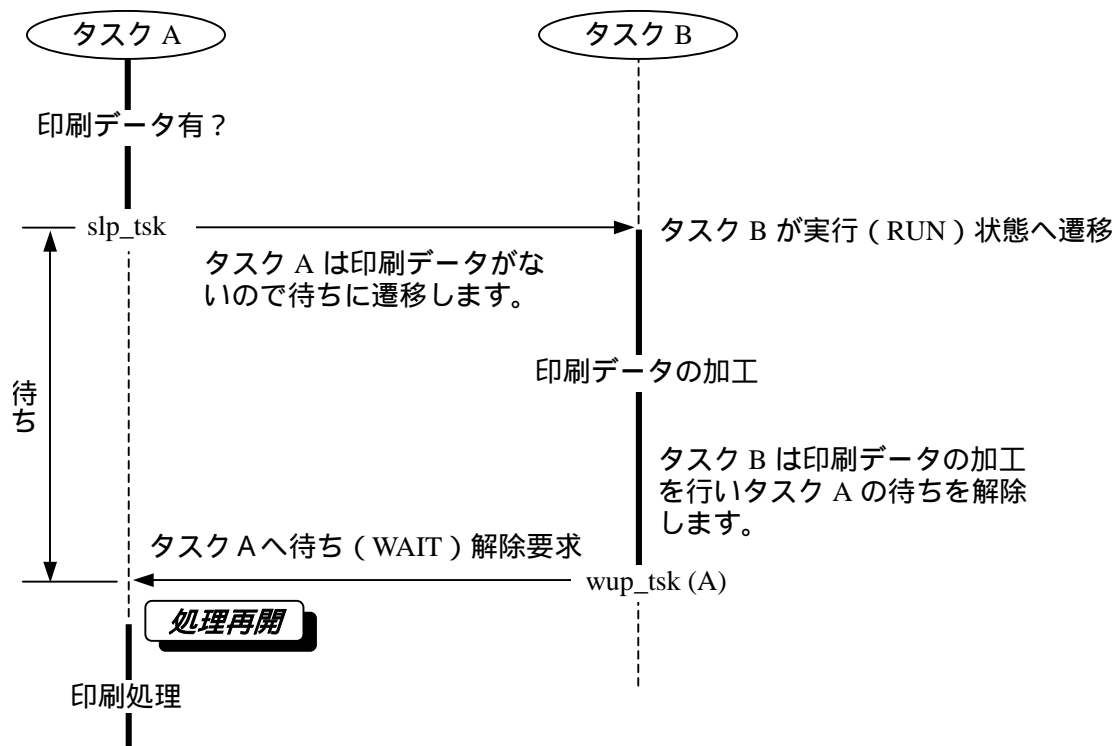 タスク A
タスク B
印刷データ有？
slp_tsk
タスク B が実行（RUN）状態へ遷移
タスク A は印刷データがな
いので待ちに遷移します。
印刷データの加工
待ち
タスク B は印刷データの加工
を行いタスク A の待ちを解除
します。
タスクＡへ待ち（WAIT）解除要求
wup_tsk (A)
処理再開
印刷処理